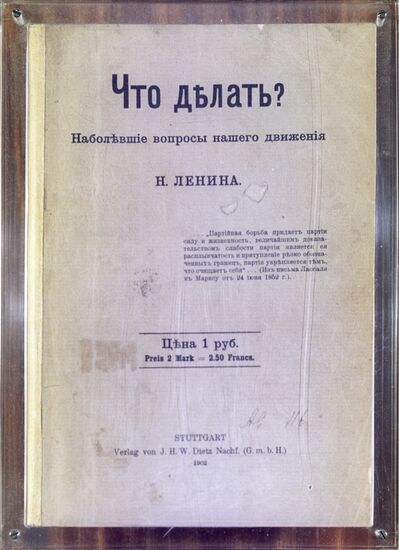 Что дѣлать?
Наболѣвшіе вопросы нашего движенія
Н. ЛЕНИНА.
„Партійная борьба придаетъ партіи
силу и жизненность, величайшимъ доказа-
тельствомъ слабости партіи является ея
расплывчатость и притупленіе рѣзко обозна-
ченныхъ границъ, партія укрѣпляется тѣмъ,
что очищаетъ себя“ . . . (Изъ письма Лассаля
къ Марксу отъ 24 іюня 1852 г.).
Цѣна 1 руб.
Preis 2 Mark = 2.50 Francs.
STUTTGART
Verlag von J. H. W. Dietz Nachf. (G. m. b. H.)
1902